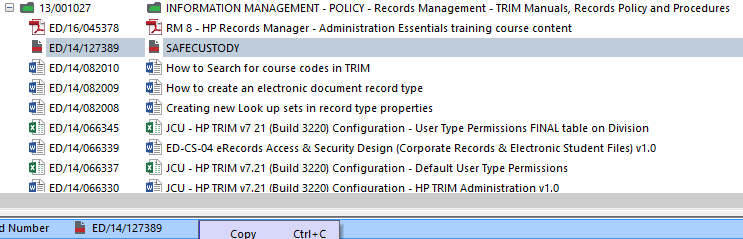 13/001027 INFORMATION MANAGEMENT - POLICY - Records Management - TRIM Manuals, Records Policy and Procedures
ED/16/045378 RM 8 - HP Records Manager - Administration Essentials training course content
ED/14/127389 SAFECUSTODY
ED/14/082010 How to Search for course codes in TRIM
ED/14/082009 How to create an electronic document record type
ED/14/082008 Creating new Look up sets in record type properties
ED/14/066345 JCU - HP TRIM v7 21 (Build 3220) Configuration - User Type Permissions FINAL table on Division
ED/14/066339 ED-CS-04 eRecords Access & Security Design (Corporate Records & Electronic Student Files) v1.0
ED/14/066337 JCU - HP TRIM v7.21 (Build 3220) Configuration - Default User Type Permissions
ED/14/066330 JCU - HP TRIM v7.21 (Build 3220) Configuration - HP TRIM Administration v1.0
d Number ED/14/127389 Copy Ctrl+C